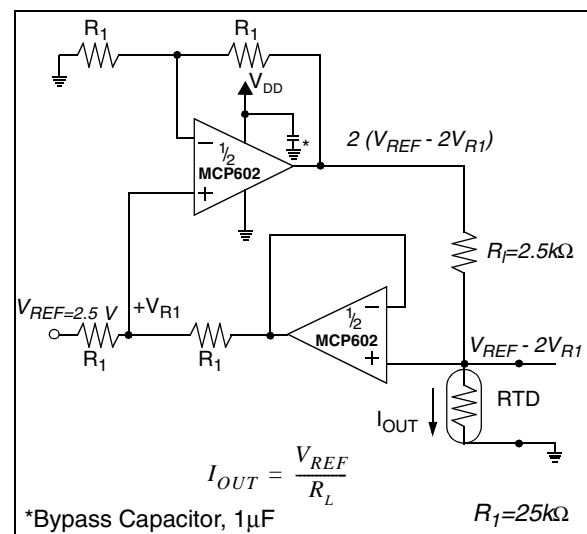 R1 R1
VDD
*
− ½
MCP602
+
2 (VREF - 2VR1)
RI=2.5kΩ
VREF=2.5 V +VR1
R1 R1
− ½
MCP602
+
VREF - 2VR1
RTD
IOUT
IOUT = VREF / RL
*Bypass Capacitor, 1µF R1=25kΩ